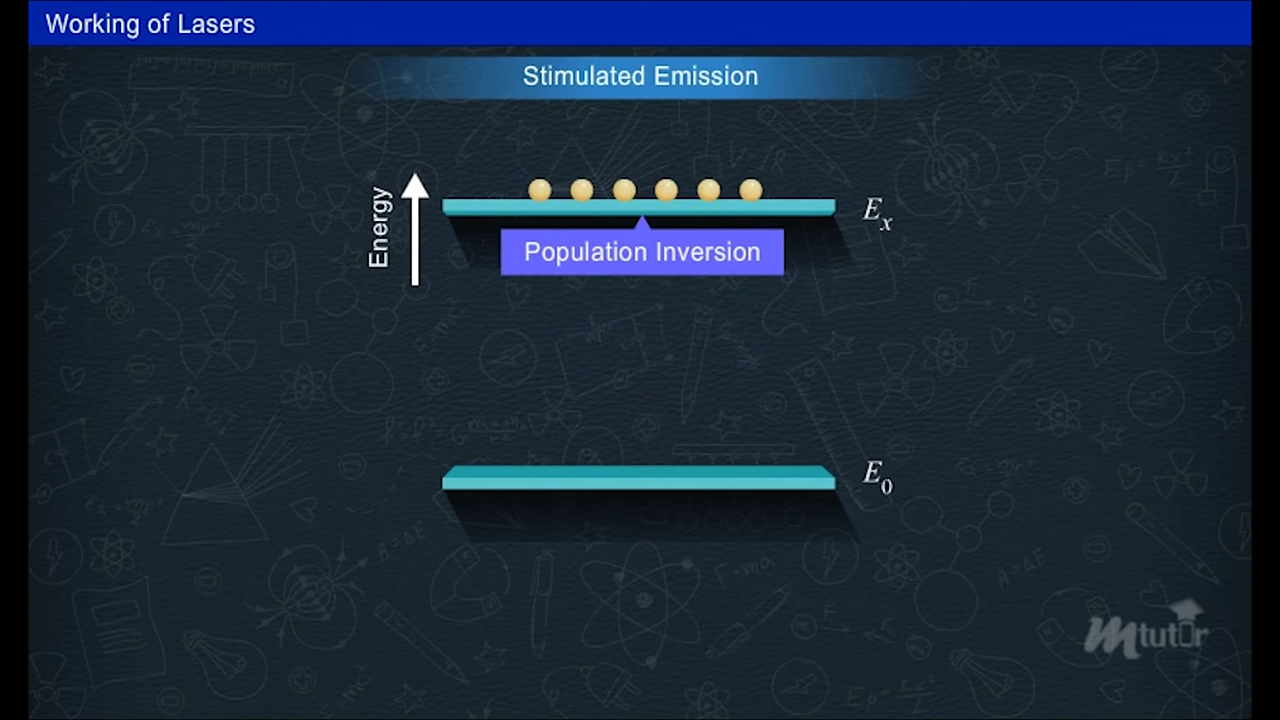 Working of Lasers
Stimulated Emission
Energy
Eₓ
Population Inversion
E₀
mtutor